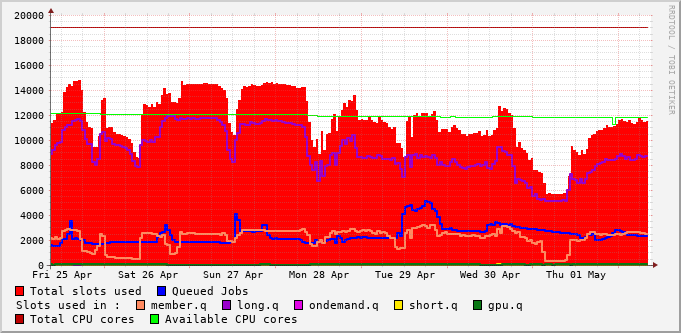 20000
18000
16000
14000
12000
10000
8000
6000
4000
2000
0
Fri 25 Apr Sat 26 Apr Sun 27 Apr Mon 28 Apr Tue 29 Apr Wed 30 Apr Thu 01 May
Total slots used Queued Jobs
Slots used in : member.q long.q ondemand.q short.q gpu.q
Total CPU cores Available CPU cores
RRDTOOL / TOBI OETIKER